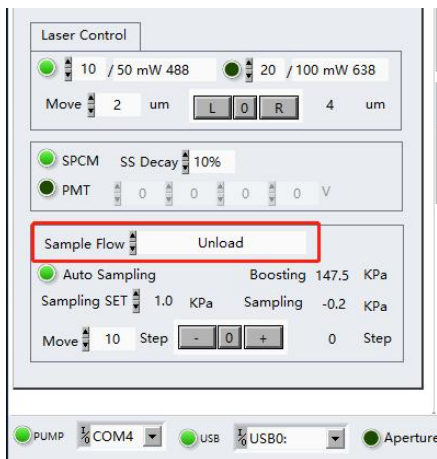 Laser Control
10 / 50 mW 488 20 / 100 mW 638
Move 2 um L 0 R 4 um
SPCM SS Decay 10%
PMT 0 0 0 0 V
Sample Flow Unload
Auto Sampling Boosting 147.5 KPa
Sampling SET 1.0 KPa Sampling -0.2 KPa
Move 10 Step - 0 + 0 Step
PUMP I/O COM4 USB I/O USB0: Aperture